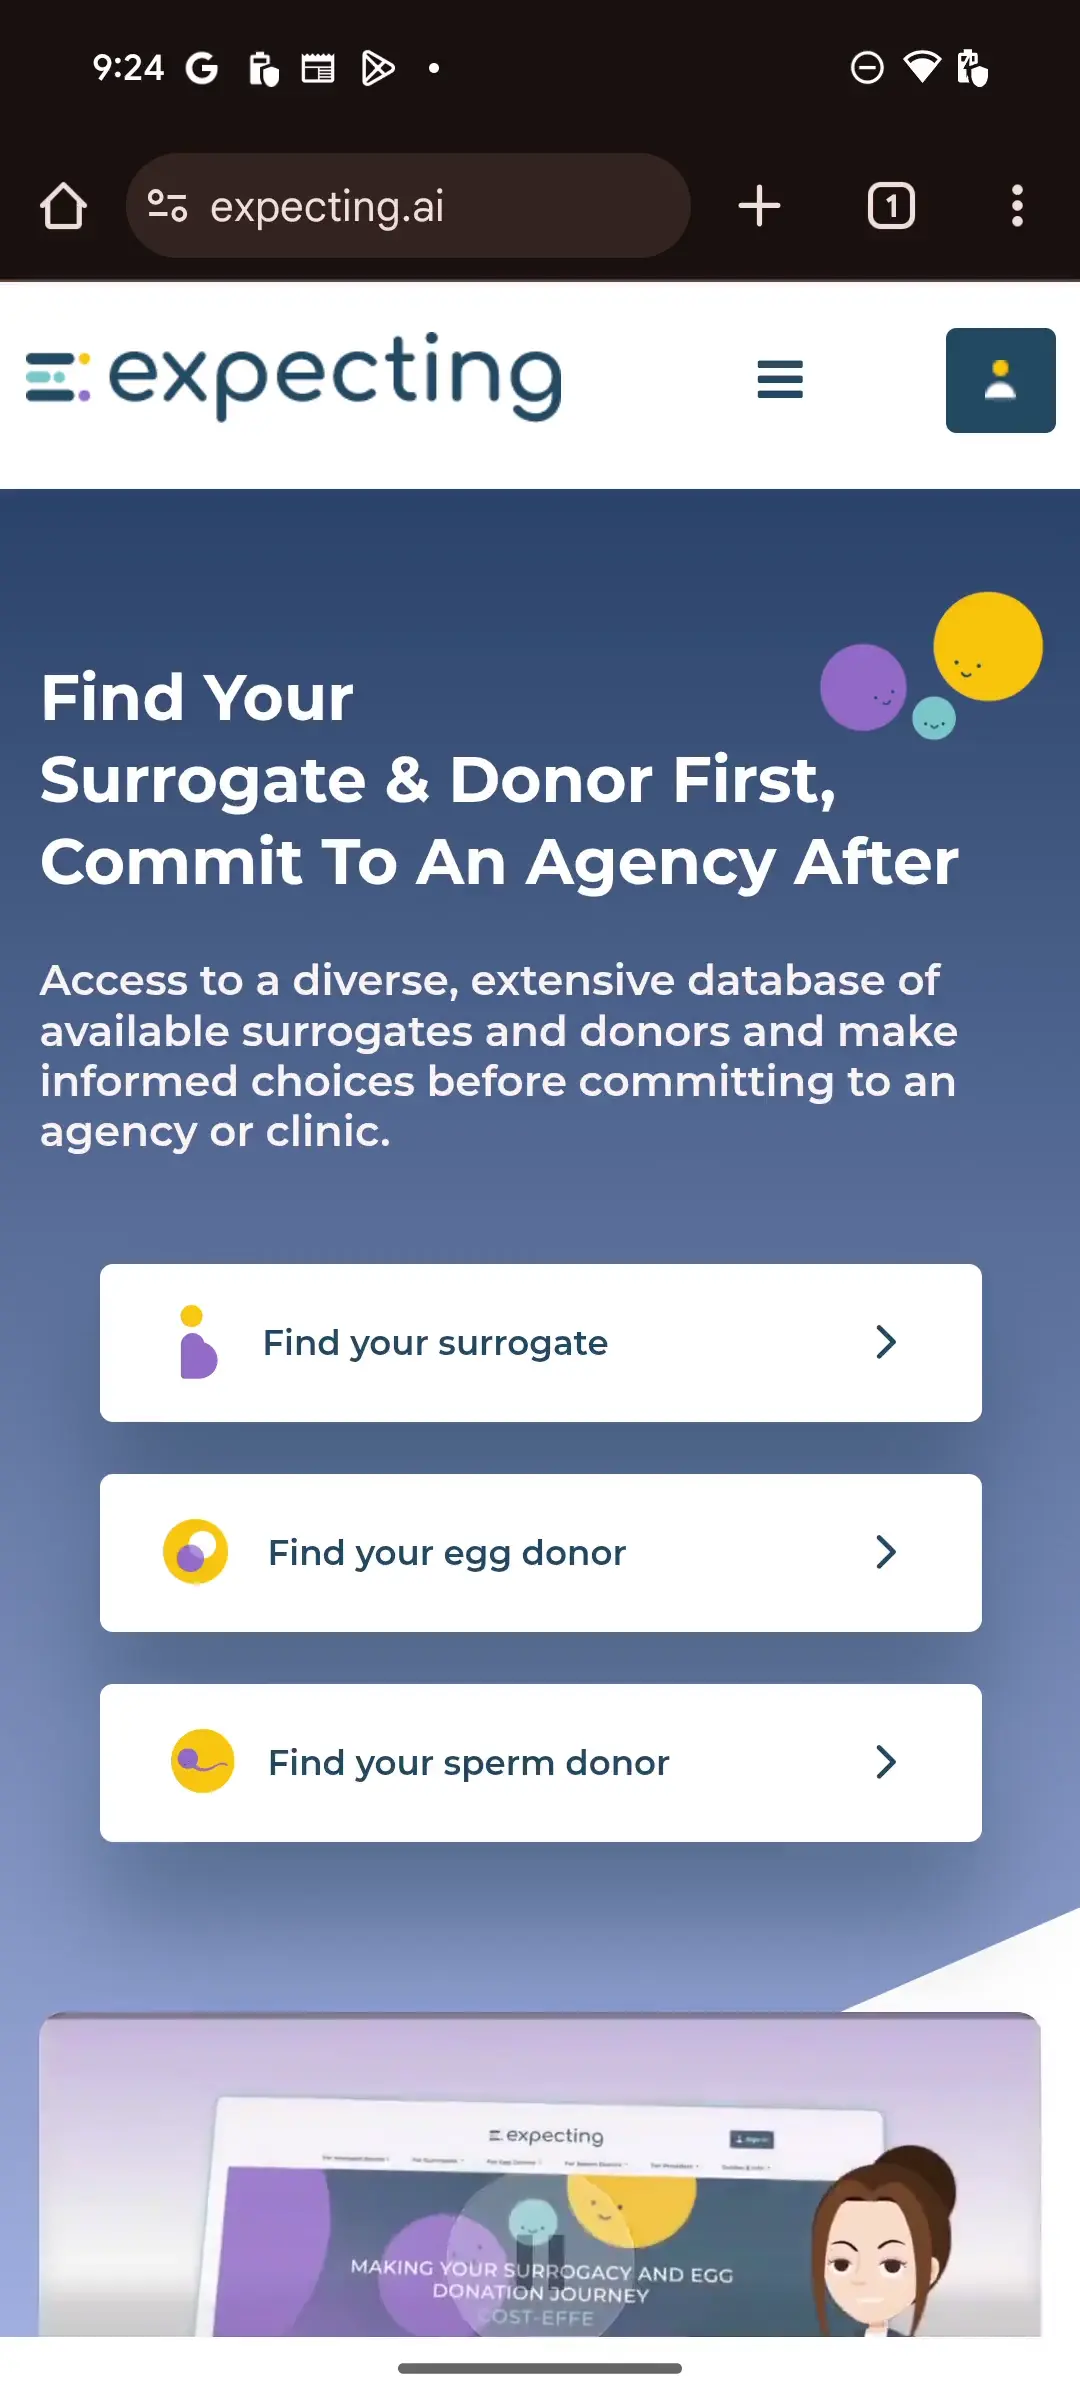 9:24
expecting.ai
1
expecting
Find Your
Surrogate & Donor First,
Commit To An Agency After
Access to a diverse, extensive database of
available surrogates and donors and make
informed choices before committing to an
agency or clinic.
Find your surrogate
Find your egg donor
Find your sperm donor
expecting
MAKING YOUR SURROGACY AND EGG
DONATION JOURNEY
COST-EFFE